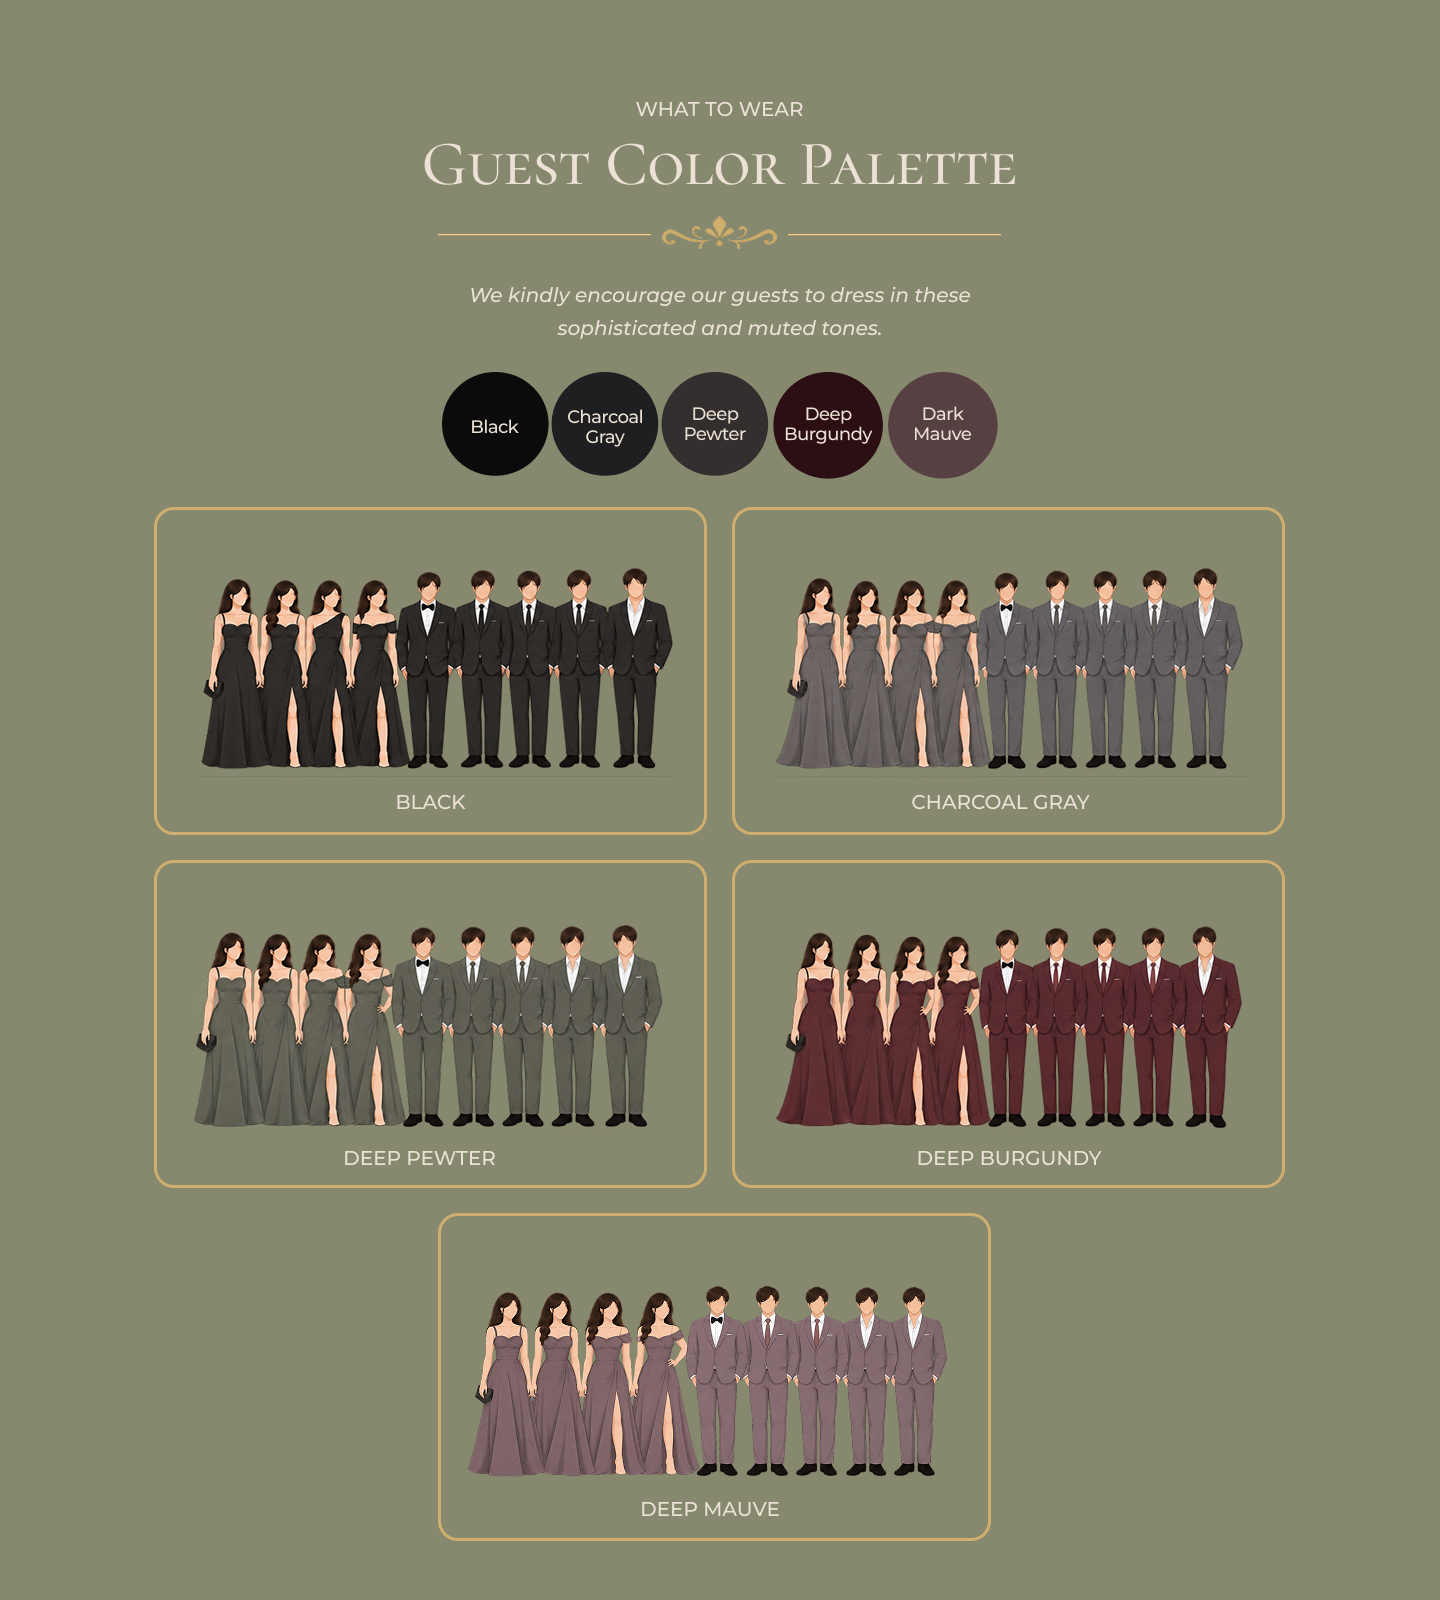 WHAT TO WEAR
Guest Color Palette
We kindly encourage our guests to dress in these
sophisticated and muted tones.
Black
Charcoal
Gray
Deep
Pewter
Deep
Burgundy
Dark
Mauve
BLACK
CHARCOAL GRAY
DEEP PEWTER
DEEP BURGUNDY
DEEP MAUVE